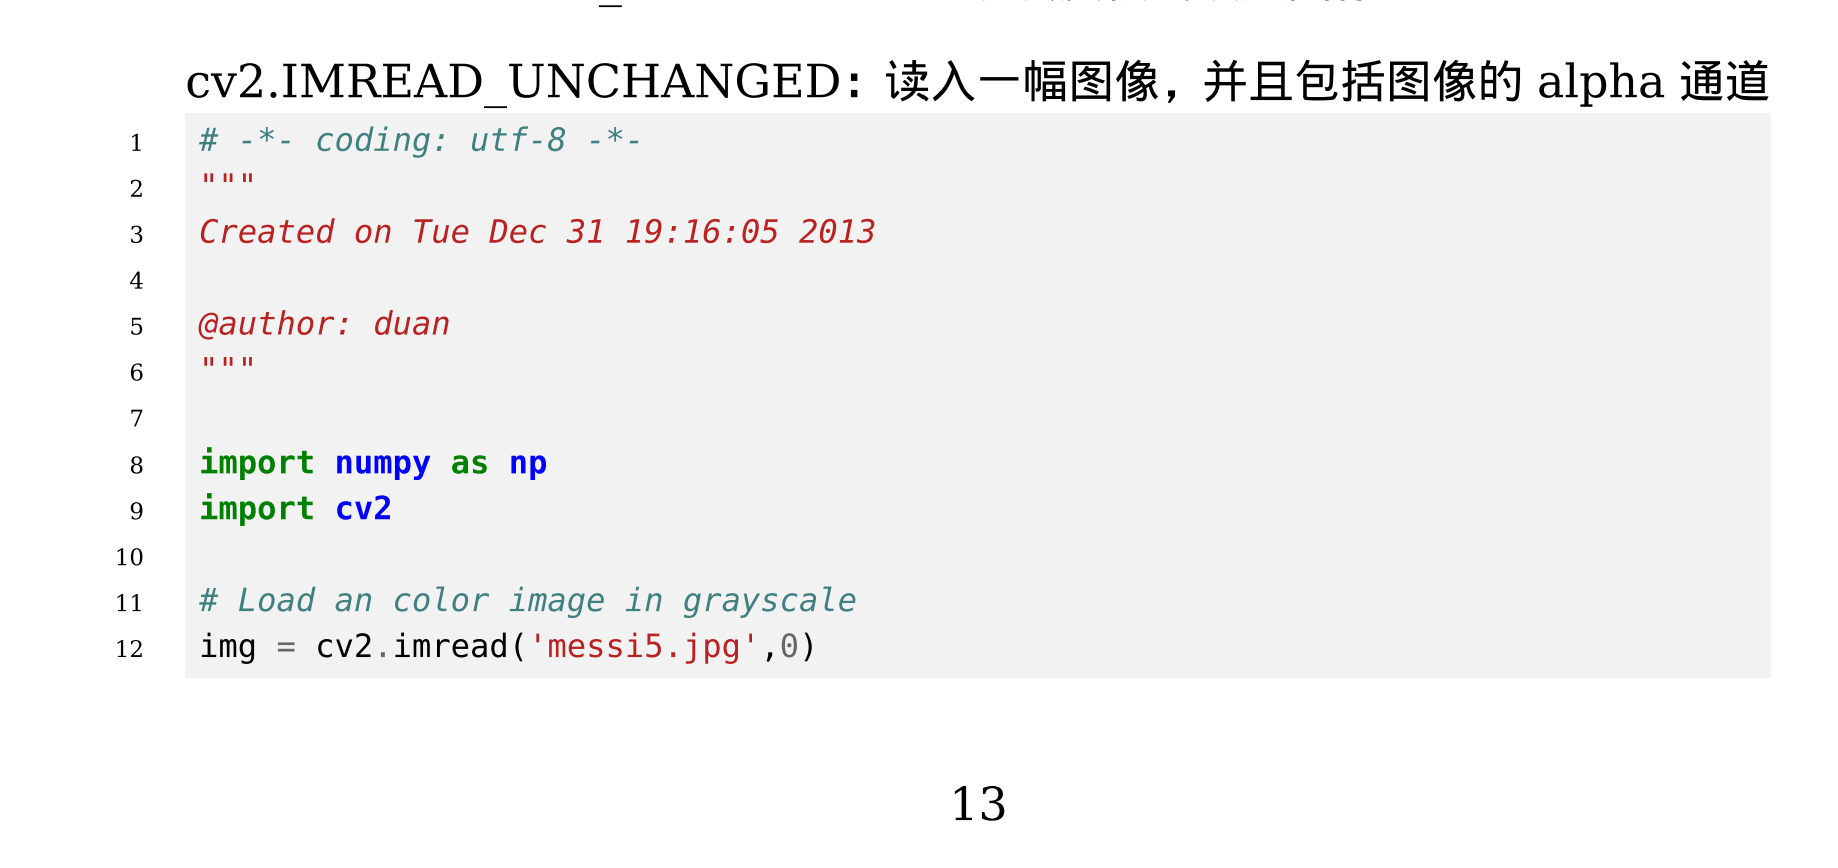 cv2.IMREAD_UNCHANGED：读入一幅图像，并且包括图像的 alpha 通道
1 # -*- coding: utf-8 -*-
2 """
3 Created on Tue Dec 31 19:16:05 2013
4
5 @author: duan
6 """
7
8 import numpy as np
9 import cv2
10
11 # Load an color image in grayscale
12 img = cv2.imread('messi5.jpg',0)
13